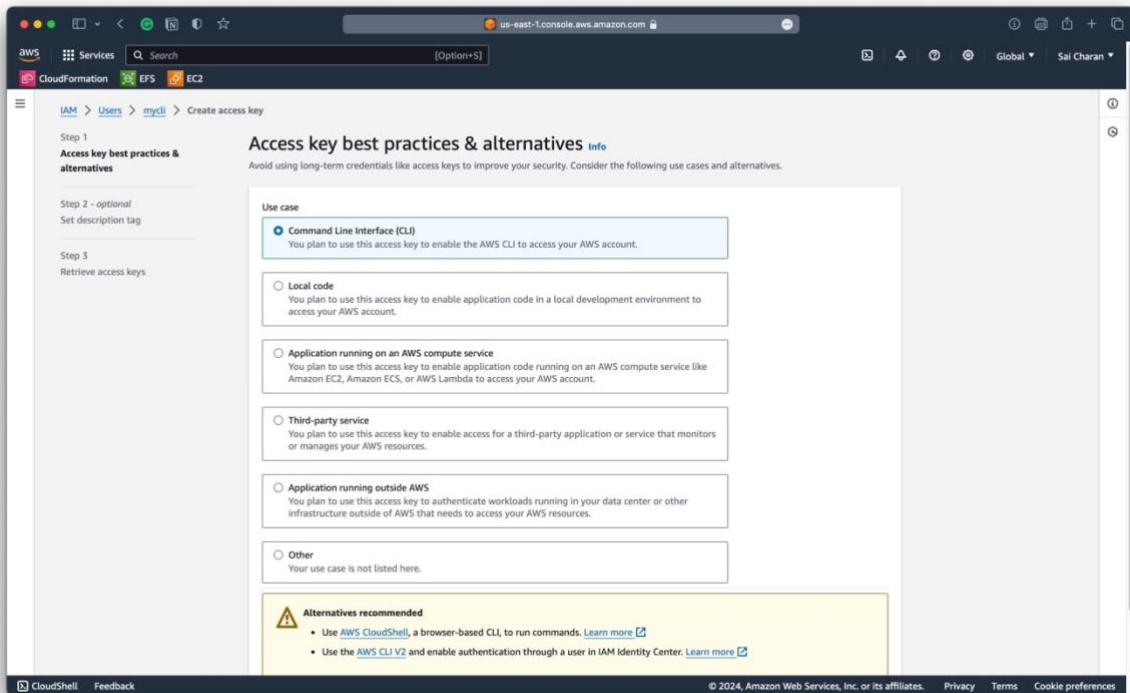 us-east-1.console.aws.amazon.com
aws
Services
Search
[Option+S]
Global
Sai Charan
CloudFormation
EFS
EC2
IAM > Users > mycli > Create access key
Step 1
Access key best practices &
alternatives
Step 2 - optional
Set description tag
Step 3
Retrieve access keys
Access key best practices & alternatives Info
Avoid using long-term credentials like access keys to improve your security. Consider the following use cases and alternatives.
Use case
Command Line Interface (CLI)
You plan to use this access key to enable the AWS CLI to access your AWS account.
Local code
You plan to use this access key to enable application code in a local development environment to
access your AWS account.
Application running on an AWS compute service
You plan to use this access key to enable application code running on an AWS compute service like
Amazon EC2, Amazon ECS, or AWS Lambda to access your AWS account.
Third-party service
You plan to use this access key to enable access for a third-party application or service that monitors
or manages your AWS resources.
Application running outside AWS
You plan to use this access key to authenticate workloads running in your data center or other
infrastructure outside of AWS that needs to access your AWS resources.
Other
Your use case is not listed here.
Alternatives recommended
• Use AWS CloudShell, a browser-based CLI, to run commands. Learn more
• Use the AWS CLI V2 and enable authentication through a user in IAM Identity Center. Learn more
CloudShell
Feedback
© 2024, Amazon Web Services, Inc. or its affiliates.
Privacy
Terms
Cookie preferences